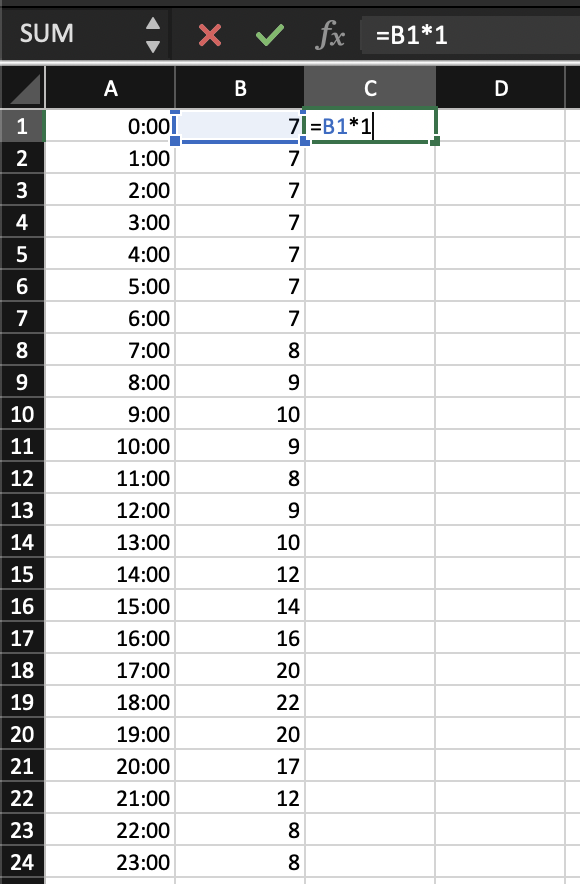 SUM fx =B1*1
A B C D
1 0:00 7 =B1*1
2 1:00 7
3 2:00 7
4 3:00 7
5 4:00 7
6 5:00 7
7 6:00 7
8 7:00 8
9 8:00 9
10 9:00 10
11 10:00 9
12 11:00 8
13 12:00 9
14 13:00 10
15 14:00 12
16 15:00 14
17 16:00 16
18 17:00 20
19 18:00 22
20 19:00 20
21 20:00 17
22 21:00 12
23 22:00 8
24 23:00 8